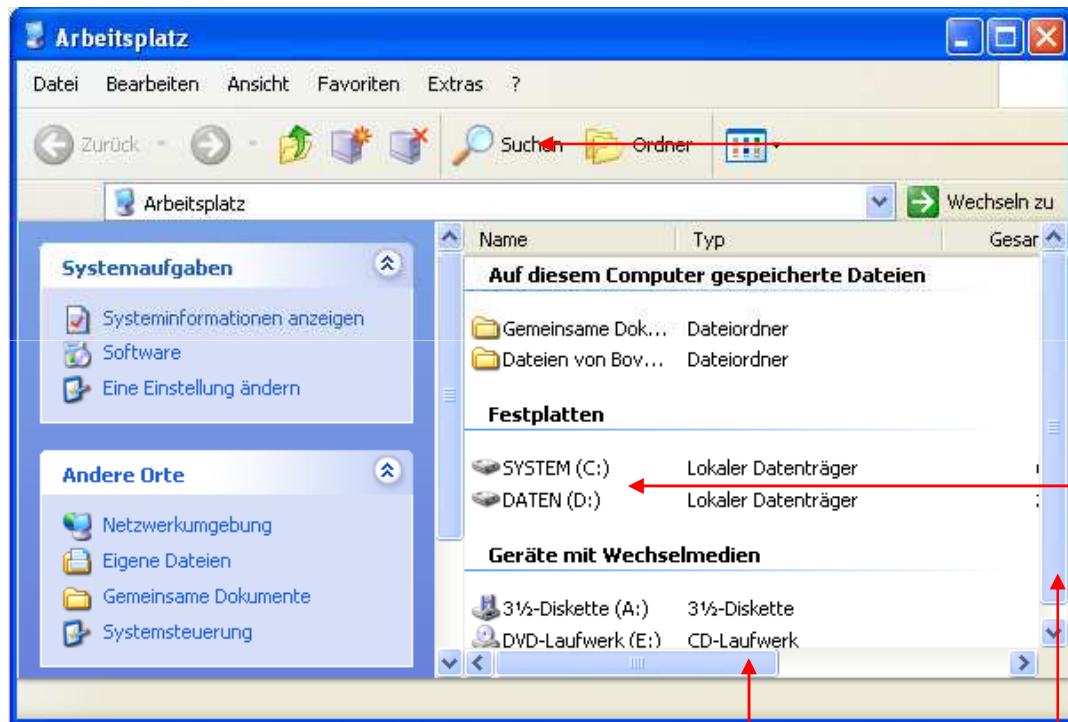 Arbeitsplatz
Datei Bearbeiten Ansicht Favoriten Extras ?
Zurück Suchen Ordner
Arbeitsplatz Wechseln zu
Name Typ Gesar
Systemaufgaben
Systeminformationen anzeigen
Software
Eine Einstellung ändern
Andere Orte
Netzwerkumgebung
Eigene Dateien
Gemeinsame Dokumente
Systemsteuerung
Auf diesem Computer gespeicherte Dateien
Gemeinsame Dok... Dateiordner
Dateien von Bov... Dateiordner
Festplatten
SYSTEM (C:) Lokaler Datenträger
DATEN (D:) Lokaler Datenträger
Geräte mit Wechselmedien
3½-Diskette (A:) 3½-Diskette
DVD-Laufwerk (E:) CD-Laufwerk